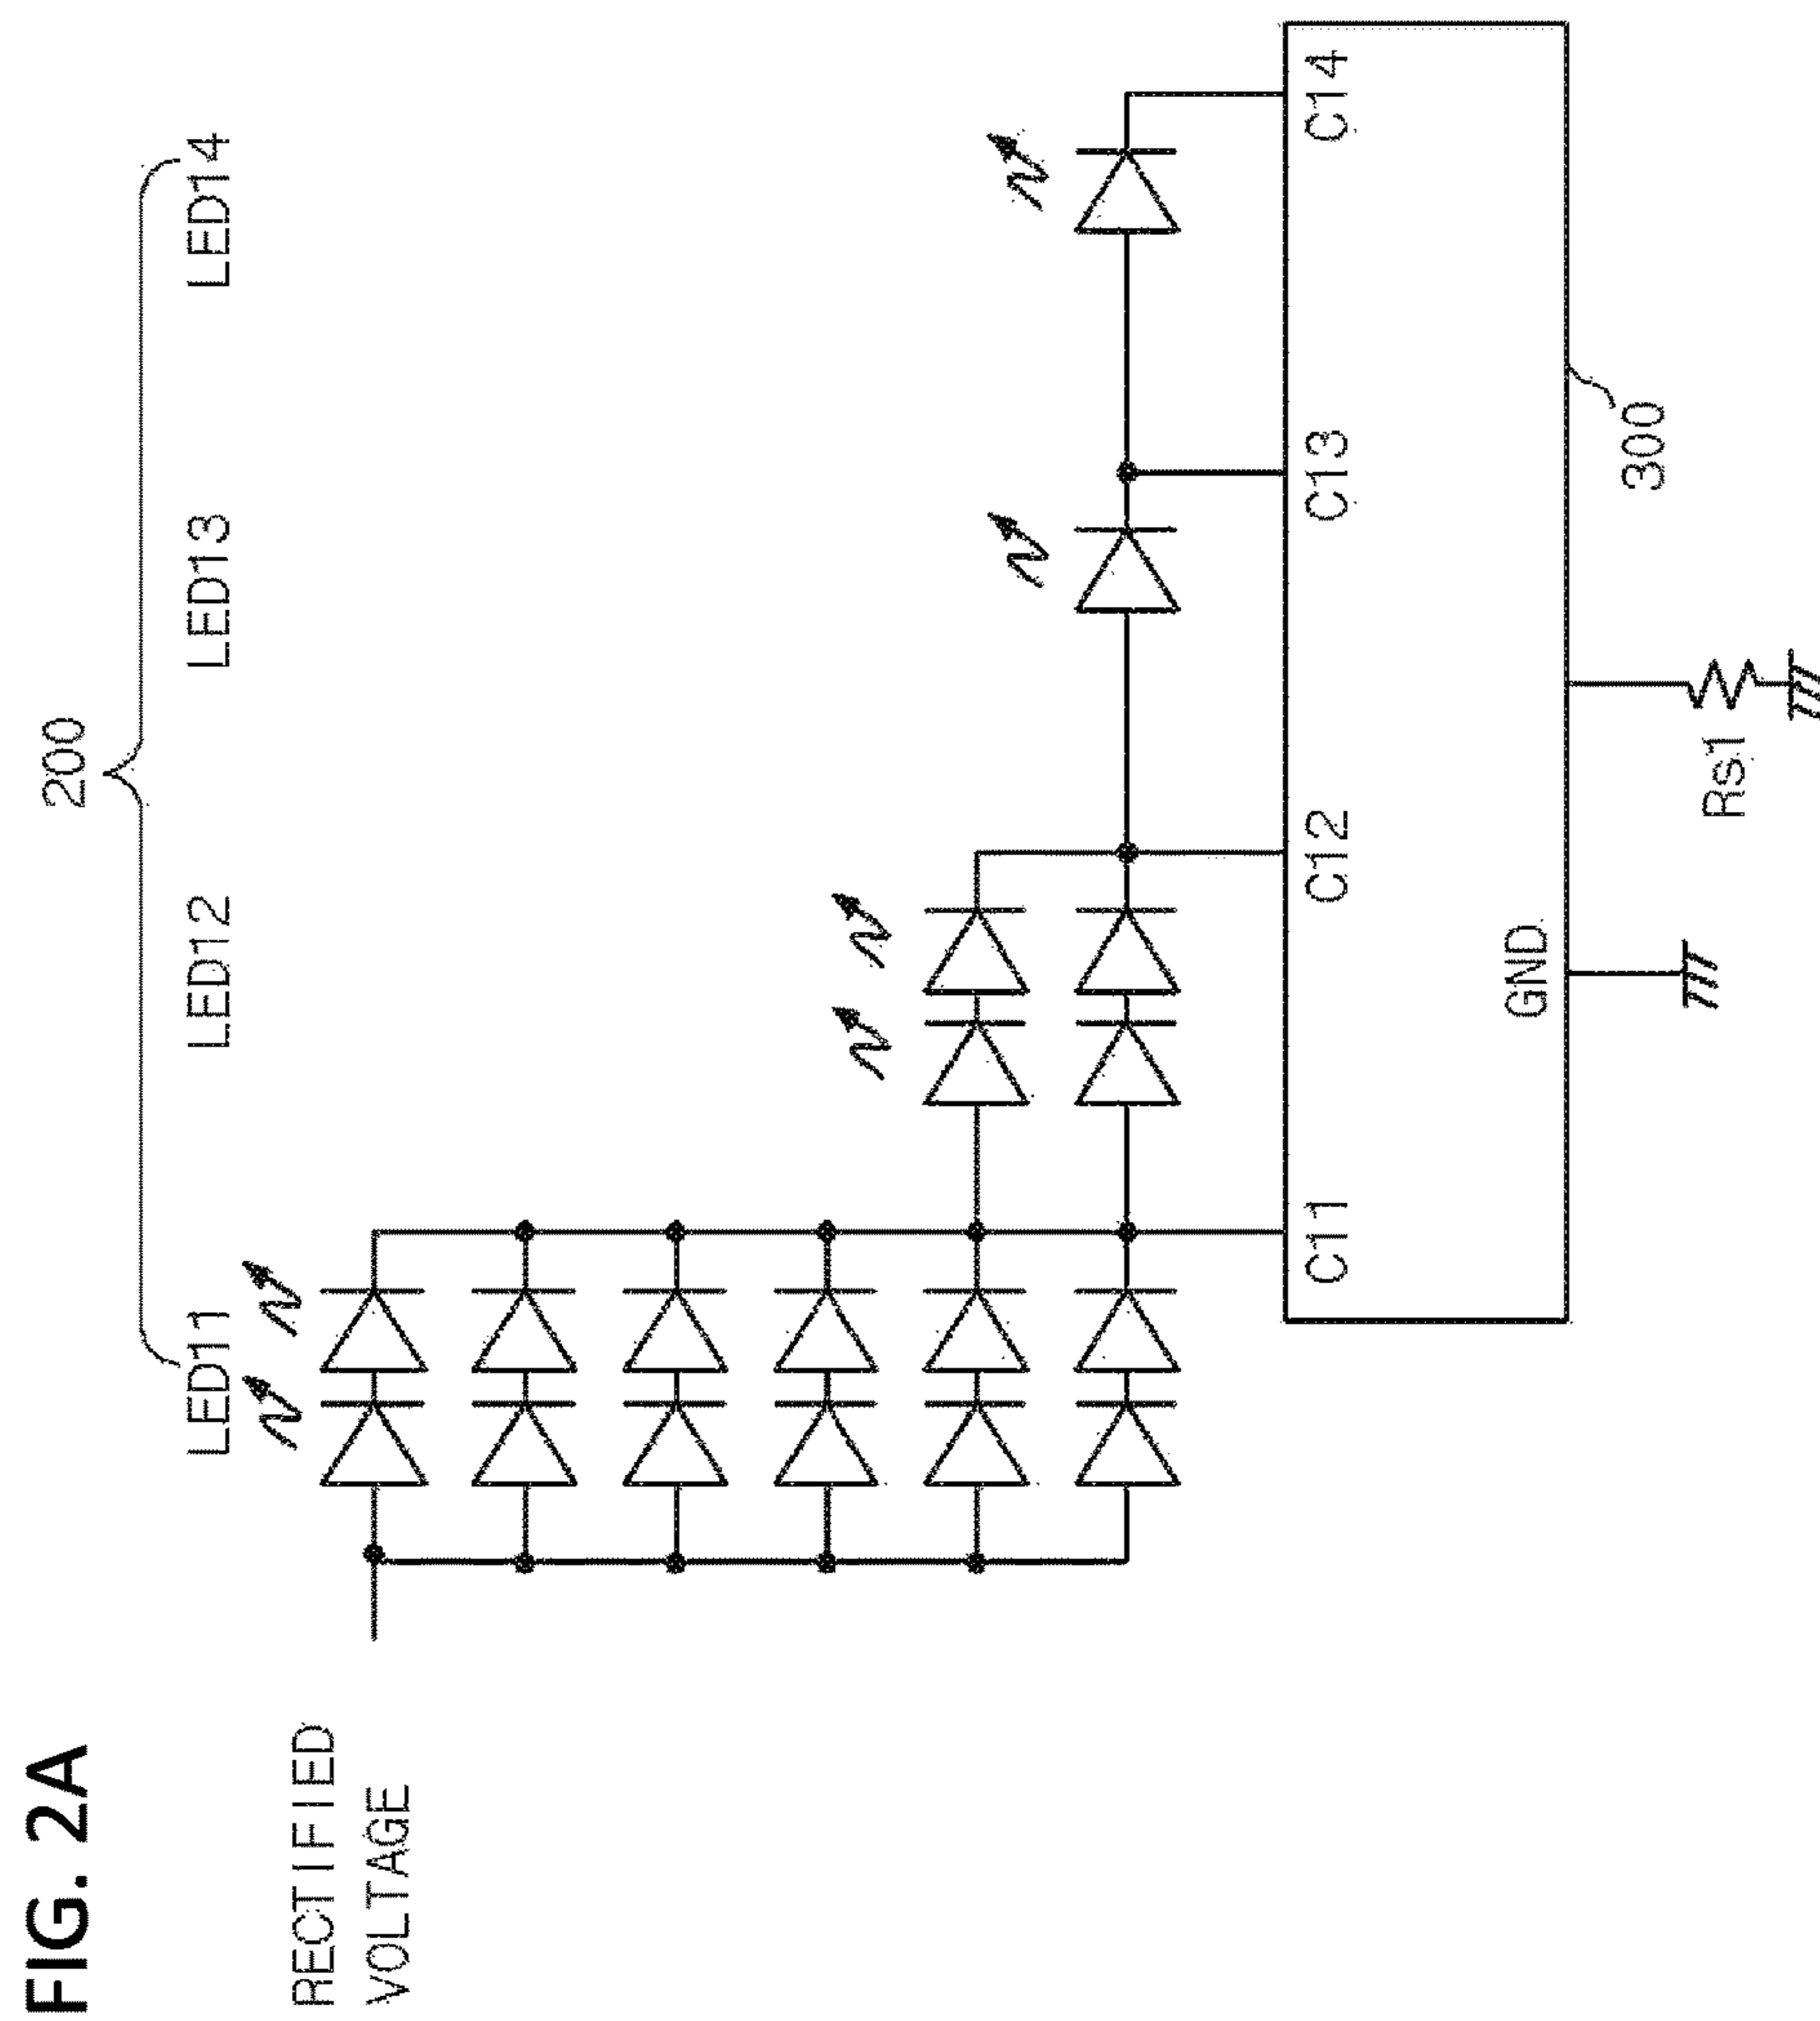 FIG. 2A
200
LED11 LED12 LED13 LED14
RECTIFIED
VOLTAGE
C11 C12 C13 C14
GND
300
Rs1